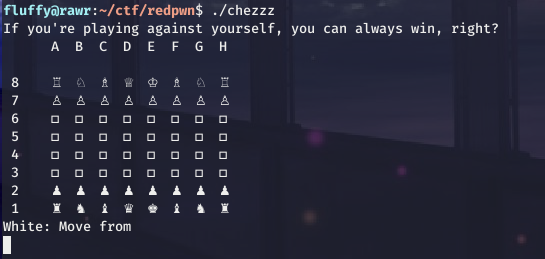 fluffy@rawr:~/ctf/redpwn$ ./chezzz
If you're playing against yourself, you can always win, right?
A B C D E F G H
8 ♖ ♘ ♗ ♕ ♔ ♗ ♘ ♖
7 ♙ ♙ ♙ ♙ ♙ ♙ ♙ ♙
6 □ □ □ □ □ □ □ □
5 □ □ □ □ □ □ □ □
4 □ □ □ □ □ □ □ □
3 □ □ □ □ □ □ □ □
2 ♟ ♟ ♟ ♟ ♟ ♟ ♟ ♟
1 ♜ ♞ ♝ ♛ ♚ ♝ ♞ ♜
White: Move from